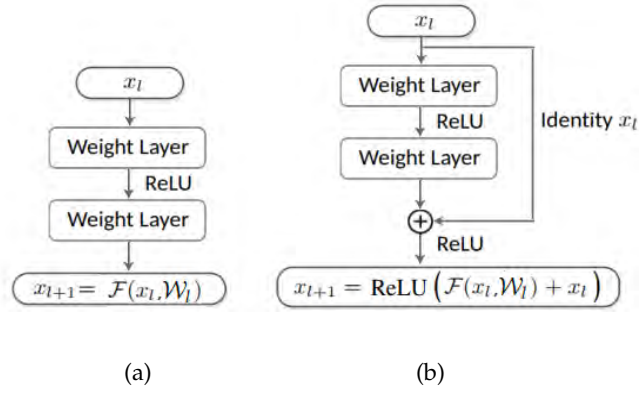 x_l
Weight Layer
ReLU
Weight Layer
x_{l+1} = F(x_l, W_l)
(a)
x_l
Weight Layer
ReLU
Identity x_l
Weight Layer
+
ReLU
x_{l+1} = ReLU(F(x_l, W_l) + x_l)
(b)